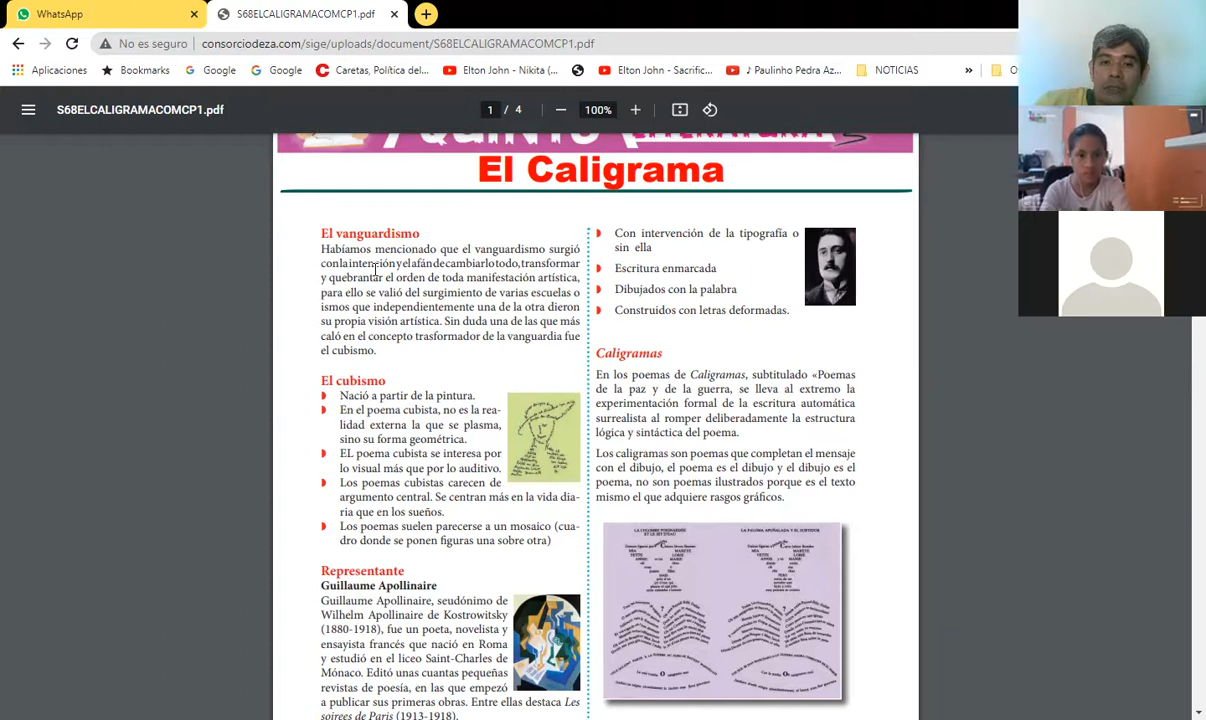 WhatsApp
S68ELCALIGRAMACOMCP1.pdf
No es seguro
consorciodeza.com/sige/uploads/document/S68ELCALIGRAMACOMCP1.pdf
Aplicaciones
Bookmarks
Google
Google
Caretas, Política del...
Elton John - Nikita (...
Elton John - Sacrific...
Paulinho Pedra Az...
NOTICIAS
»
S68ELCALIGRAMACOMCP1.pdf
1 / 4
100%
El Caligrama
El vanguardismo
Habíamos mencionado que el vanguardismo surgió
con la intención y el afán de cambiarlo todo, transformar
y quebrantar el orden de toda manifestación artística,
para ello se valió del surgimiento de varias escuelas o
ismos que independientemente una de la otra dieron
su propia visión artística. Sin duda una de las que más
caló en el concepto trasformador de la vanguardia fue
el cubismo.
El cubismo
Nació a partir de la pintura.
En el poema cubista, no es la rea-
lidad externa la que se plasma,
sino su forma geométrica.
EL poema cubista se interesa por
lo visual más que por lo auditivo.
Los poemas cubistas carecen de
argumento central. Se centran más en la vida dia-
ria que en los sueños.
Los poemas suelen parecerse a un mosaico (cua-
dro donde se ponen figuras una sobre otra)
Representante
Guillaume Apollinaire
Guillaume Apollinaire, seudónimo de
Wilhelm Apollinaire de Kostrowitsky
(1880-1918), fue un poeta, novelista y
ensayista francés que nació en Roma
y estudió en el liceo Saint-Charles de
Mónaco. Editó unas cuantas pequeñas
revistas de poesía, en las que empezó
a publicar sus primeras obras. Entre ellas destaca Les
soirees de Paris (1913-1918).
Con intervención de la tipografía o
sin ella
Escritura enmarcada
Dibujados con la palabra
Construidos con letras deformadas.
Caligramas
En los poemas de Caligramas, subtitulado «Poemas
de la paz y de la guerra, se lleva al extremo la
experimentación formal de la escritura automática
surrealista al romper deliberadamente la estructura
lógica y sintáctica del poema.
Los caligramas son poemas que completan el mensaje
con el dibujo, el poema es el dibujo y el dibujo es el
poema, no son poemas ilustrados porque es el texto
mismo el que adquiere rasgos gráficos.
LA COLOMBE POIGNARDÉE
ET LE JET D'EAU
LA PALOMA APUÑALADA Y EL SURTIDOR